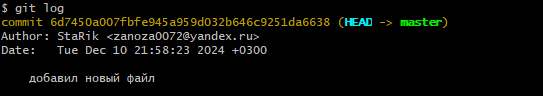 $ git log
commit 6d7450a007fbfe945a959d032b646c9251da6638 (HEAD -> master)
Author: StaRik <zanoza0072@yandex.ru>
Date:   Tue Dec 10 21:58:23 2024 +0300
    добавил новый файл